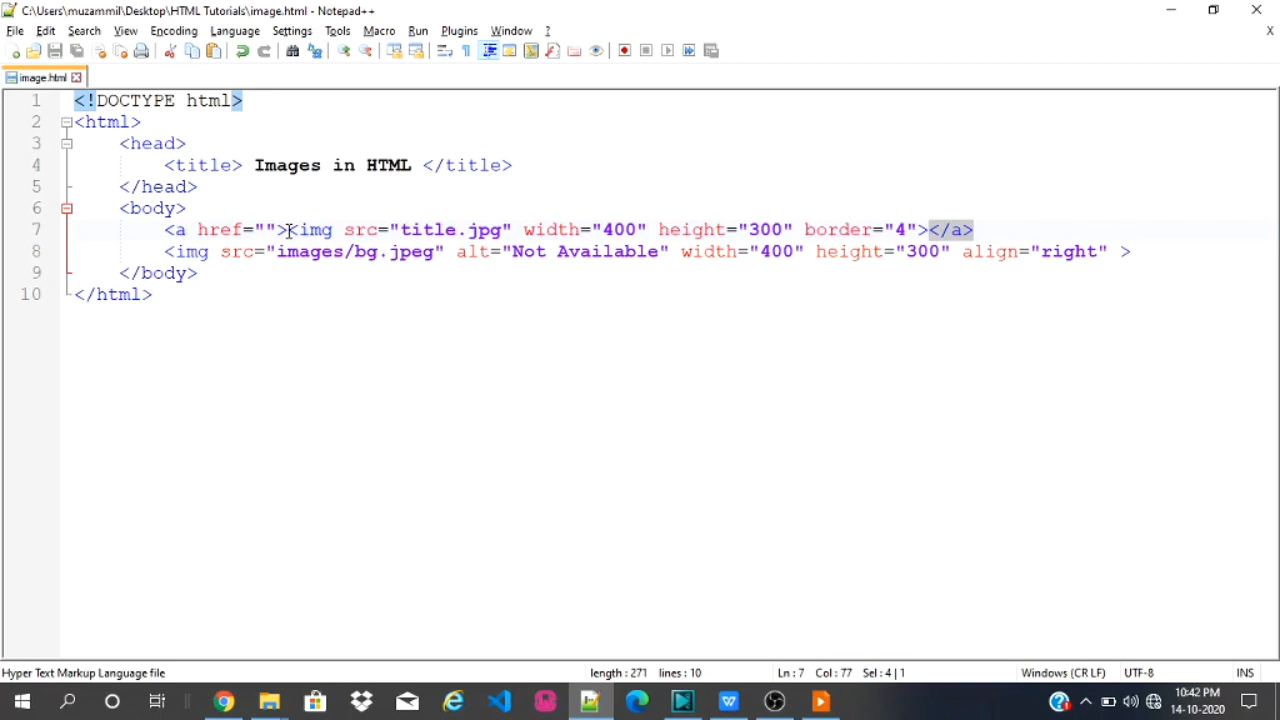 C:\Users\muzammil\Desktop\HTML Tutorials\image.html - Notepad++
File Edit Search View Encoding Language Settings Tools Macro Run Plugins Window ? X
image.html
1 <!DOCTYPE html>
2 <html>
3 <head>
4 <title> Images in HTML </title>
5 </head>
6 <body>
7 <a href=""><img src="title.jpg" width="400" height="300" border="4"></a>
8 <img src="images/bg.jpeg" alt="Not Available" width="400" height="300" align="right" >
9 </body>
10 </html>
Hyper Text Markup Language file length : 271 lines : 10 Ln : 7 Col : 77 Sel : 4 | 1 Windows (CR LF) UTF-8 INS
10:42 PM
14-10-2020